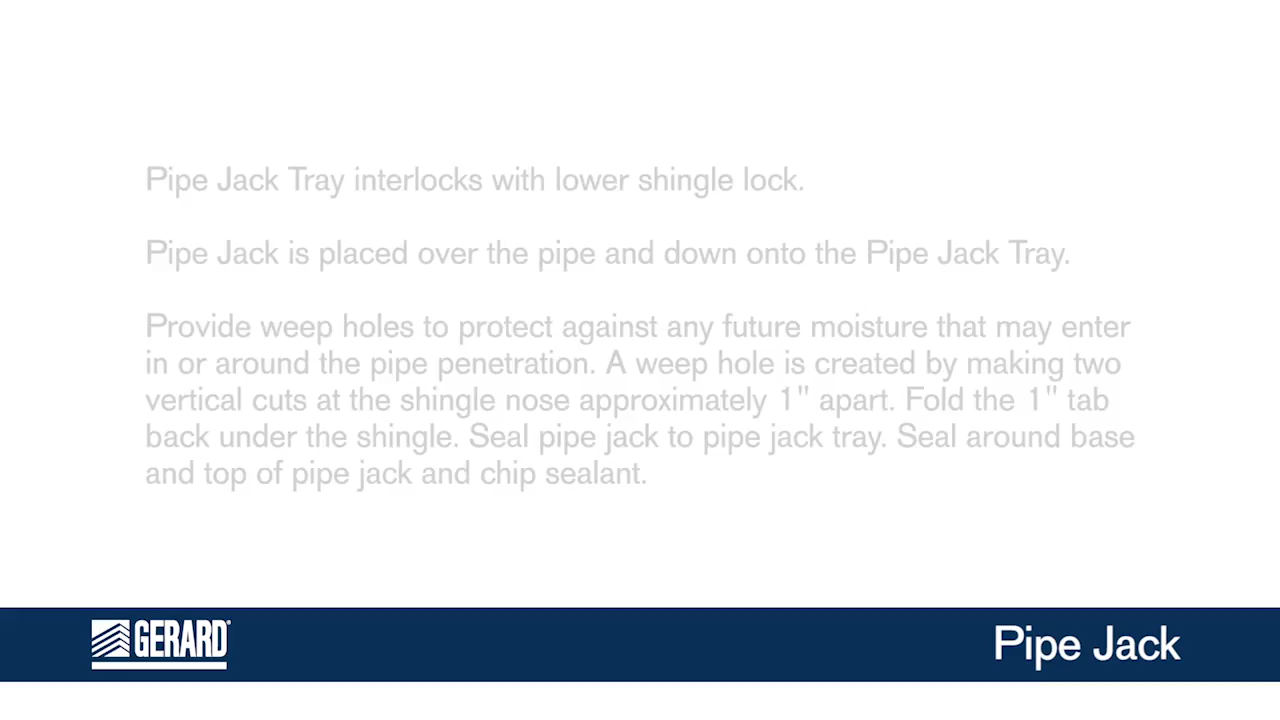 Pipe Jack Tray interlocks with lower shingle lock.
Pipe Jack is placed over the pipe and down onto the Pipe Jack Tray.
Provide weep holes to protect against any future moisture that may enter
in or around the pipe penetration. A weep hole is created by making two
vertical cuts at the shingle nose approximately 1" apart. Fold the 1" tab
back under the shingle. Seal pipe jack to pipe jack tray. Seal around base
and top of pipe jack and chip sealant.
GERARD®
Pipe Jack